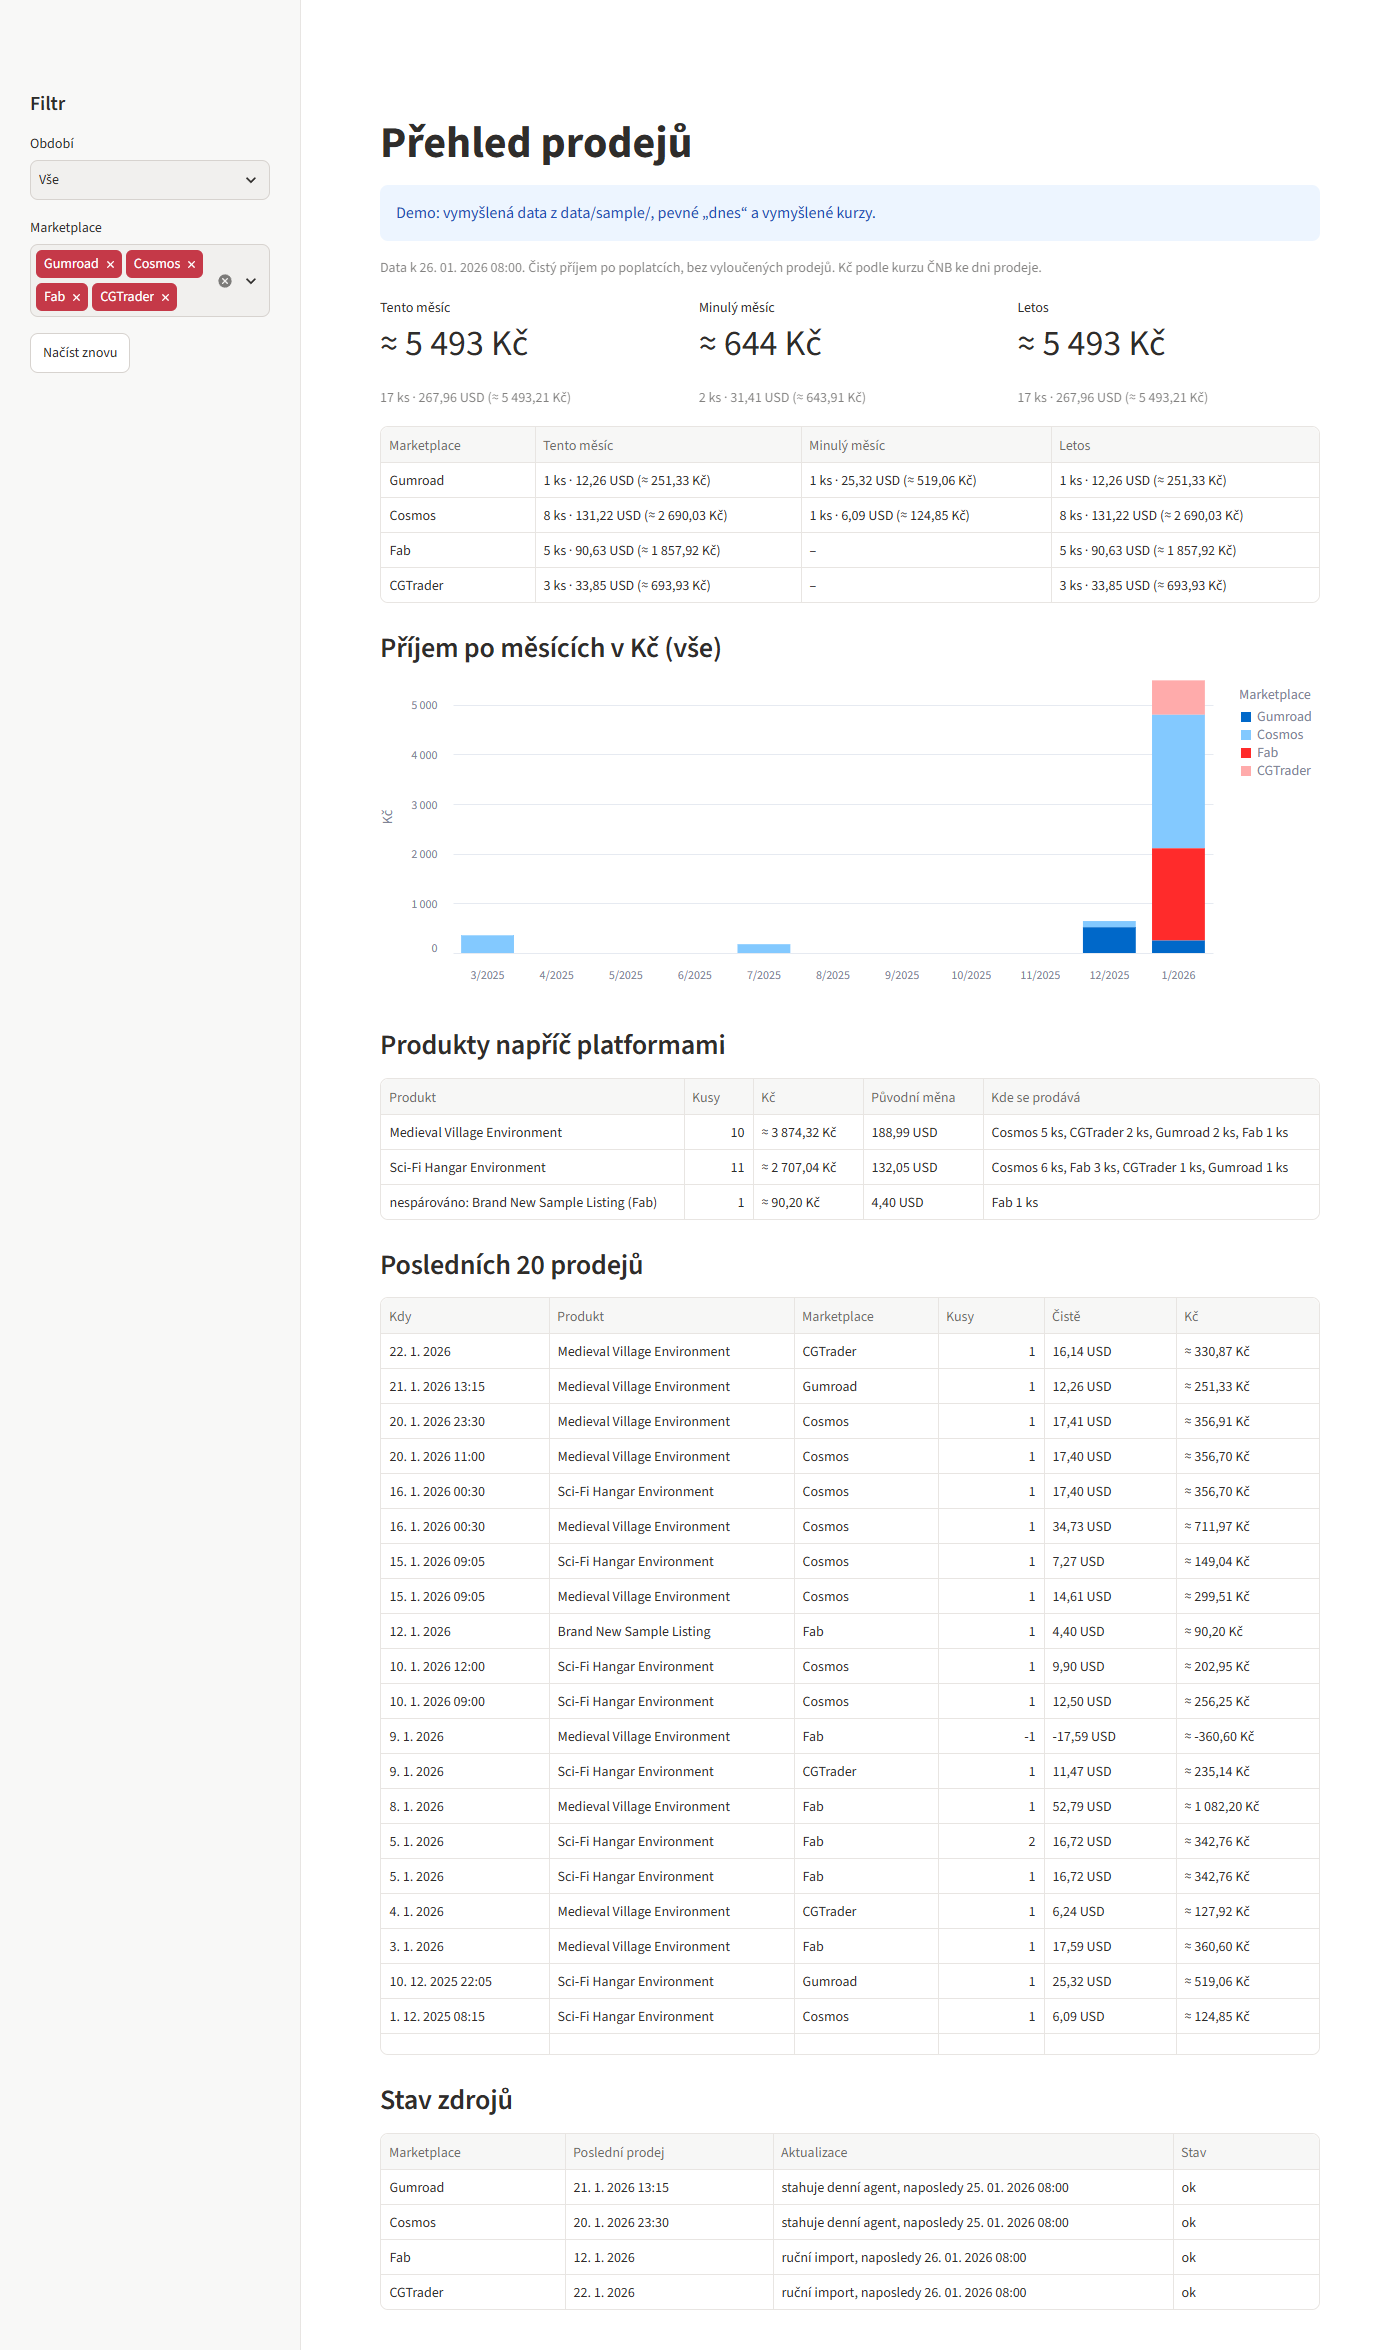 Filtr
Období
Vše
Marketplace
Gumroad × Cosmos ×
Fab × CGTrader ×
Načíst znovu
Přehled prodejů
Demo: vymyšlená data z data/sample/, pevné „dnes“ a vymyšlené kurzy.
Data k 26. 01. 2026 08:00. Čistý příjem po poplatcích, bez vyloučených prodejů. Kč podle kurzu ČNB ke dni prodeje.
Tento měsíc Minulý měsíc Letos
≈ 5 493 Kč ≈ 644 Kč ≈ 5 493 Kč
17 ks · 267,96 USD (≈ 5 493,21 Kč) 2 ks · 31,41 USD (≈ 643,91 Kč) 17 ks · 267,96 USD (≈ 5 493,21 Kč)
Marketplace Tento měsíc Minulý měsíc Letos
Gumroad 1 ks · 12,26 USD (≈ 251,33 Kč) 1 ks · 25,32 USD (≈ 519,06 Kč) 1 ks · 12,26 USD (≈ 251,33 Kč)
Cosmos 8 ks · 131,22 USD (≈ 2 690,03 Kč) 1 ks · 6,09 USD (≈ 124,85 Kč) 8 ks · 131,22 USD (≈ 2 690,03 Kč)
Fab 5 ks · 90,63 USD (≈ 1 857,92 Kč) – 5 ks · 90,63 USD (≈ 1 857,92 Kč)
CGTrader 3 ks · 33,85 USD (≈ 693,93 Kč) – 3 ks · 33,85 USD (≈ 693,93 Kč)
Příjem po měsících v Kč (vše)
Kč
5 000
4 000
3 000
2 000
1 000
0
3/2025 4/2025 5/2025 6/2025 7/2025 8/2025 9/2025 10/2025 11/2025 12/2025 1/2026
Marketplace
Gumroad
Cosmos
Fab
CGTrader
Produkty napříč platformami
Produkt Kusy Kč Původní měna Kde se prodává
Medieval Village Environment 10 ≈ 3 874,32 Kč 188,99 USD Cosmos 5 ks, CGTrader 2 ks, Gumroad 2 ks, Fab 1 ks
Sci-Fi Hangar Environment 11 ≈ 2 707,04 Kč 132,05 USD Cosmos 6 ks, Fab 3 ks, CGTrader 1 ks, Gumroad 1 ks
nespárováno: Brand New Sample Listing (Fab) 1 ≈ 90,20 Kč 4,40 USD Fab 1 ks
Posledních 20 prodejů
Kdy Produkt Marketplace Kusy Čistě Kč
22. 1. 2026 Medieval Village Environment CGTrader 1 16,14 USD ≈ 330,87 Kč
21. 1. 2026 13:15 Medieval Village Environment Gumroad 1 12,26 USD ≈ 251,33 Kč
20. 1. 2026 23:30 Medieval Village Environment Cosmos 1 17,41 USD ≈ 356,91 Kč
20. 1. 2026 11:00 Medieval Village Environment Cosmos 1 17,40 USD ≈ 356,70 Kč
16. 1. 2026 00:30 Sci-Fi Hangar Environment Cosmos 1 17,40 USD ≈ 356,70 Kč
16. 1. 2026 00:30 Medieval Village Environment Cosmos 1 34,73 USD ≈ 711,97 Kč
15. 1. 2026 09:05 Sci-Fi Hangar Environment Cosmos 1 7,27 USD ≈ 149,04 Kč
15. 1. 2026 09:05 Medieval Village Environment Cosmos 1 14,61 USD ≈ 299,51 Kč
12. 1. 2026 Brand New Sample Listing Fab 1 4,40 USD ≈ 90,20 Kč
10. 1. 2026 12:00 Sci-Fi Hangar Environment Cosmos 1 9,90 USD ≈ 202,95 Kč
10. 1. 2026 09:00 Sci-Fi Hangar Environment Cosmos 1 12,50 USD ≈ 256,25 Kč
9. 1. 2026 Medieval Village Environment Fab -1 -17,59 USD ≈ -360,60 Kč
9. 1. 2026 Sci-Fi Hangar Environment CGTrader 1 11,47 USD ≈ 235,14 Kč
8. 1. 2026 Medieval Village Environment Fab 1 52,79 USD ≈ 1 082,20 Kč
5. 1. 2026 Sci-Fi Hangar Environment Fab 2 16,72 USD ≈ 342,76 Kč
5. 1. 2026 Sci-Fi Hangar Environment Fab 1 16,72 USD ≈ 342,76 Kč
4. 1. 2026 Medieval Village Environment CGTrader 1 6,24 USD ≈ 127,92 Kč
3. 1. 2026 Medieval Village Environment Fab 1 17,59 USD ≈ 360,60 Kč
10. 12. 2025 22:05 Sci-Fi Hangar Environment Gumroad 1 25,32 USD ≈ 519,06 Kč
1. 12. 2025 08:15 Sci-Fi Hangar Environment Cosmos 1 6,09 USD ≈ 124,85 Kč
Stav zdrojů
Marketplace Poslední prodej Aktualizace Stav
Gumroad 21. 1. 2026 13:15 stahuje denní agent, naposledy 25. 01. 2026 08:00 ok
Cosmos 20. 1. 2026 23:30 stahuje denní agent, naposledy 25. 01. 2026 08:00 ok
Fab 12. 1. 2026 ruční import, naposledy 26. 01. 2026 08:00 ok
CGTrader 22. 1. 2026 ruční import, naposledy 26. 01. 2026 08:00 ok